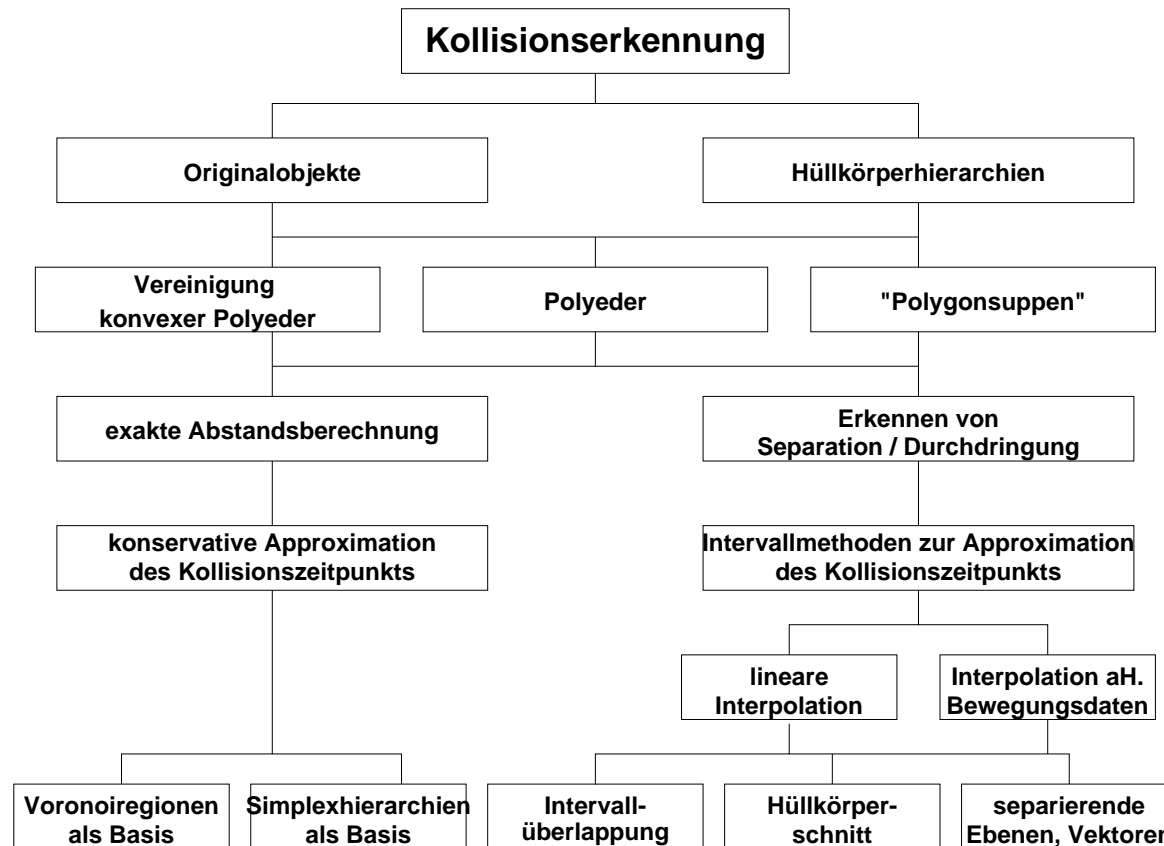 Kollisionserkennung
Originalobjekte
Hüllkörperhierarchien
Vereinigung
konvexer Polyeder
Polyeder
"Polygonsuppen"
exakte Abstandsberechnung
Erkennen von
Separation / Durchdringung
konservative Approximation
des Kollisionszeitpunkts
Intervallmethoden zur Approximation
des Kollisionszeitpunkts
lineare
Interpolation
Interpolation aH.
Bewegungsdaten
Voronoiregionen
als Basis
Simplexhierarchien
als Basis
Intervall-
überlappung
Hüllkörper-
schnitt
separierende
Ebenen, Vektoren